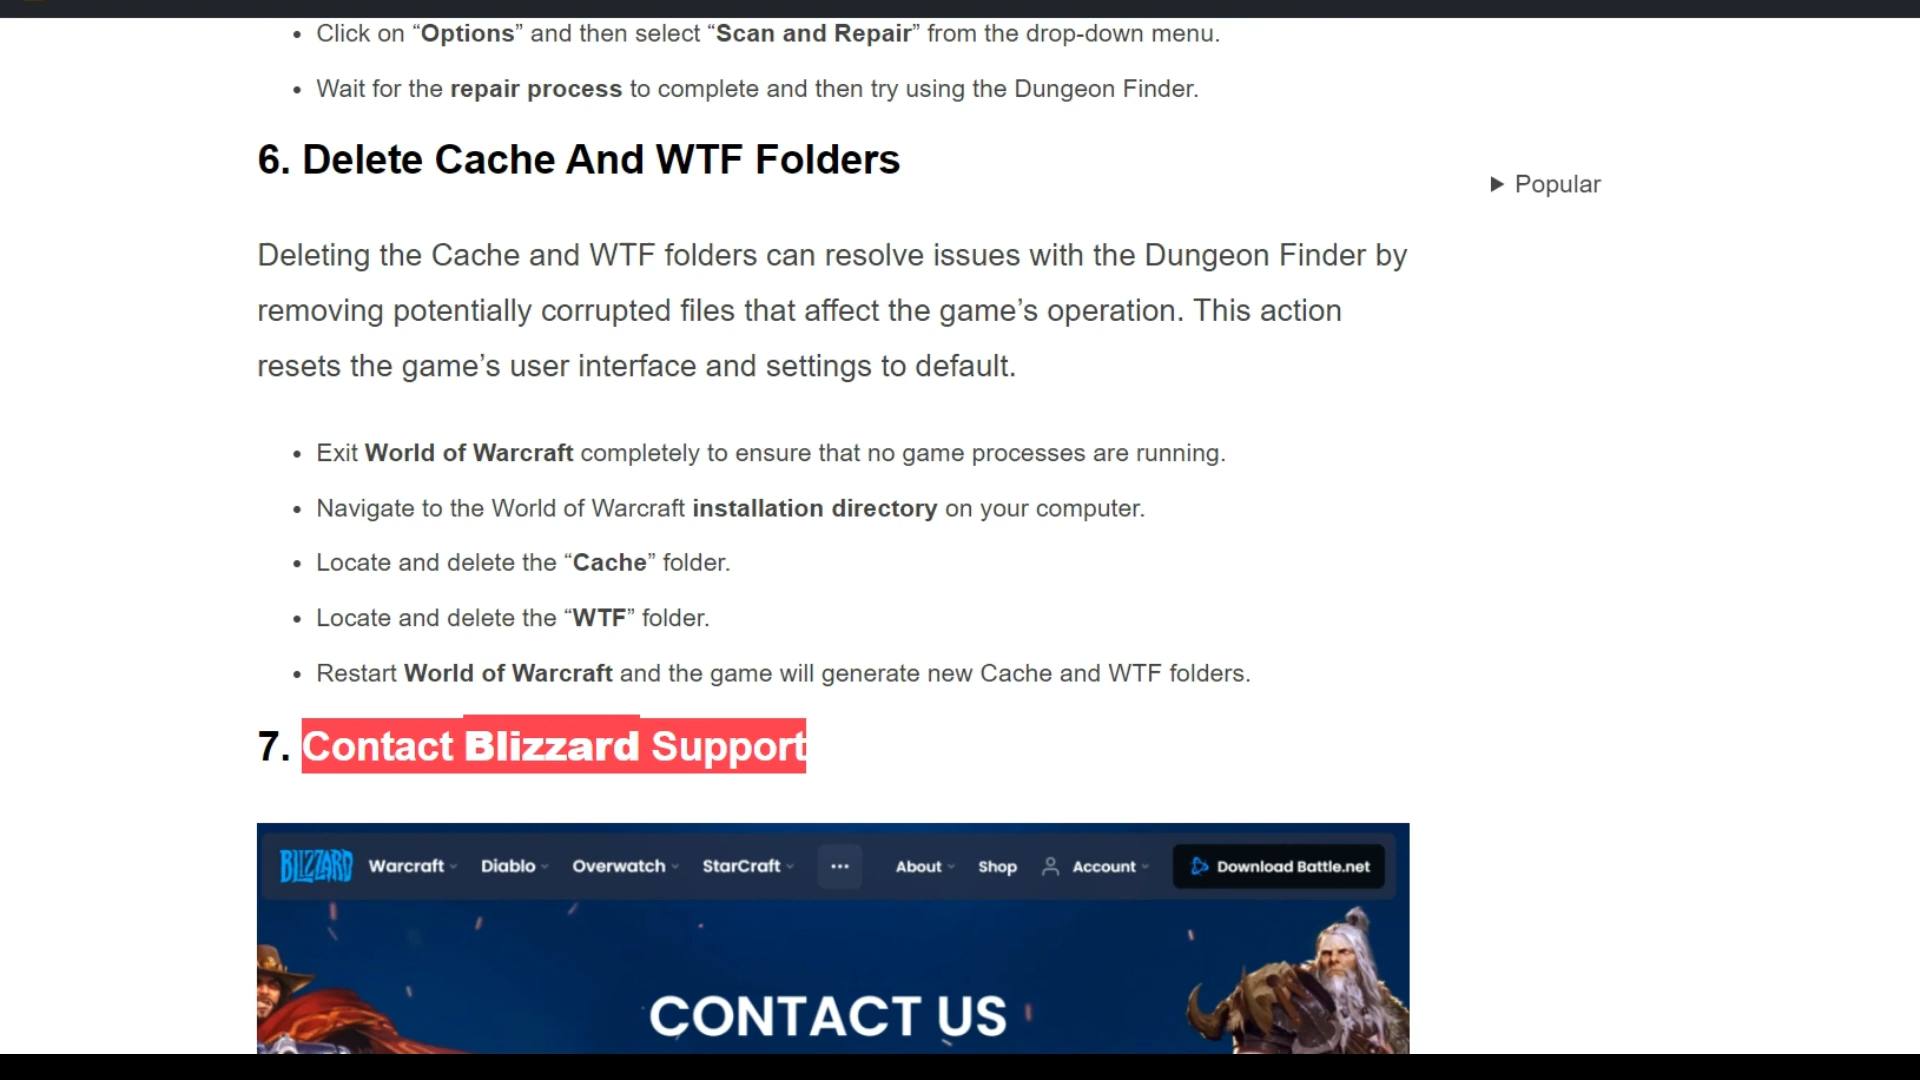 • Click on “Options” and then select “Scan and Repair” from the drop-down menu.
• Wait for the repair process to complete and then try using the Dungeon Finder.
6. Delete Cache And WTF Folders
▶ Popular
Deleting the Cache and WTF folders can resolve issues with the Dungeon Finder by
removing potentially corrupted files that affect the game’s operation. This action
resets the game’s user interface and settings to default.
• Exit World of Warcraft completely to ensure that no game processes are running.
• Navigate to the World of Warcraft installation directory on your computer.
• Locate and delete the “Cache” folder.
• Locate and delete the “WTF” folder.
• Restart World of Warcraft and the game will generate new Cache and WTF folders.
7. Contact Blizzard Support
BLIZZARD Warcraft Diablo Overwatch StarCraft ... About Shop Account Download Battle.net
CONTACT US